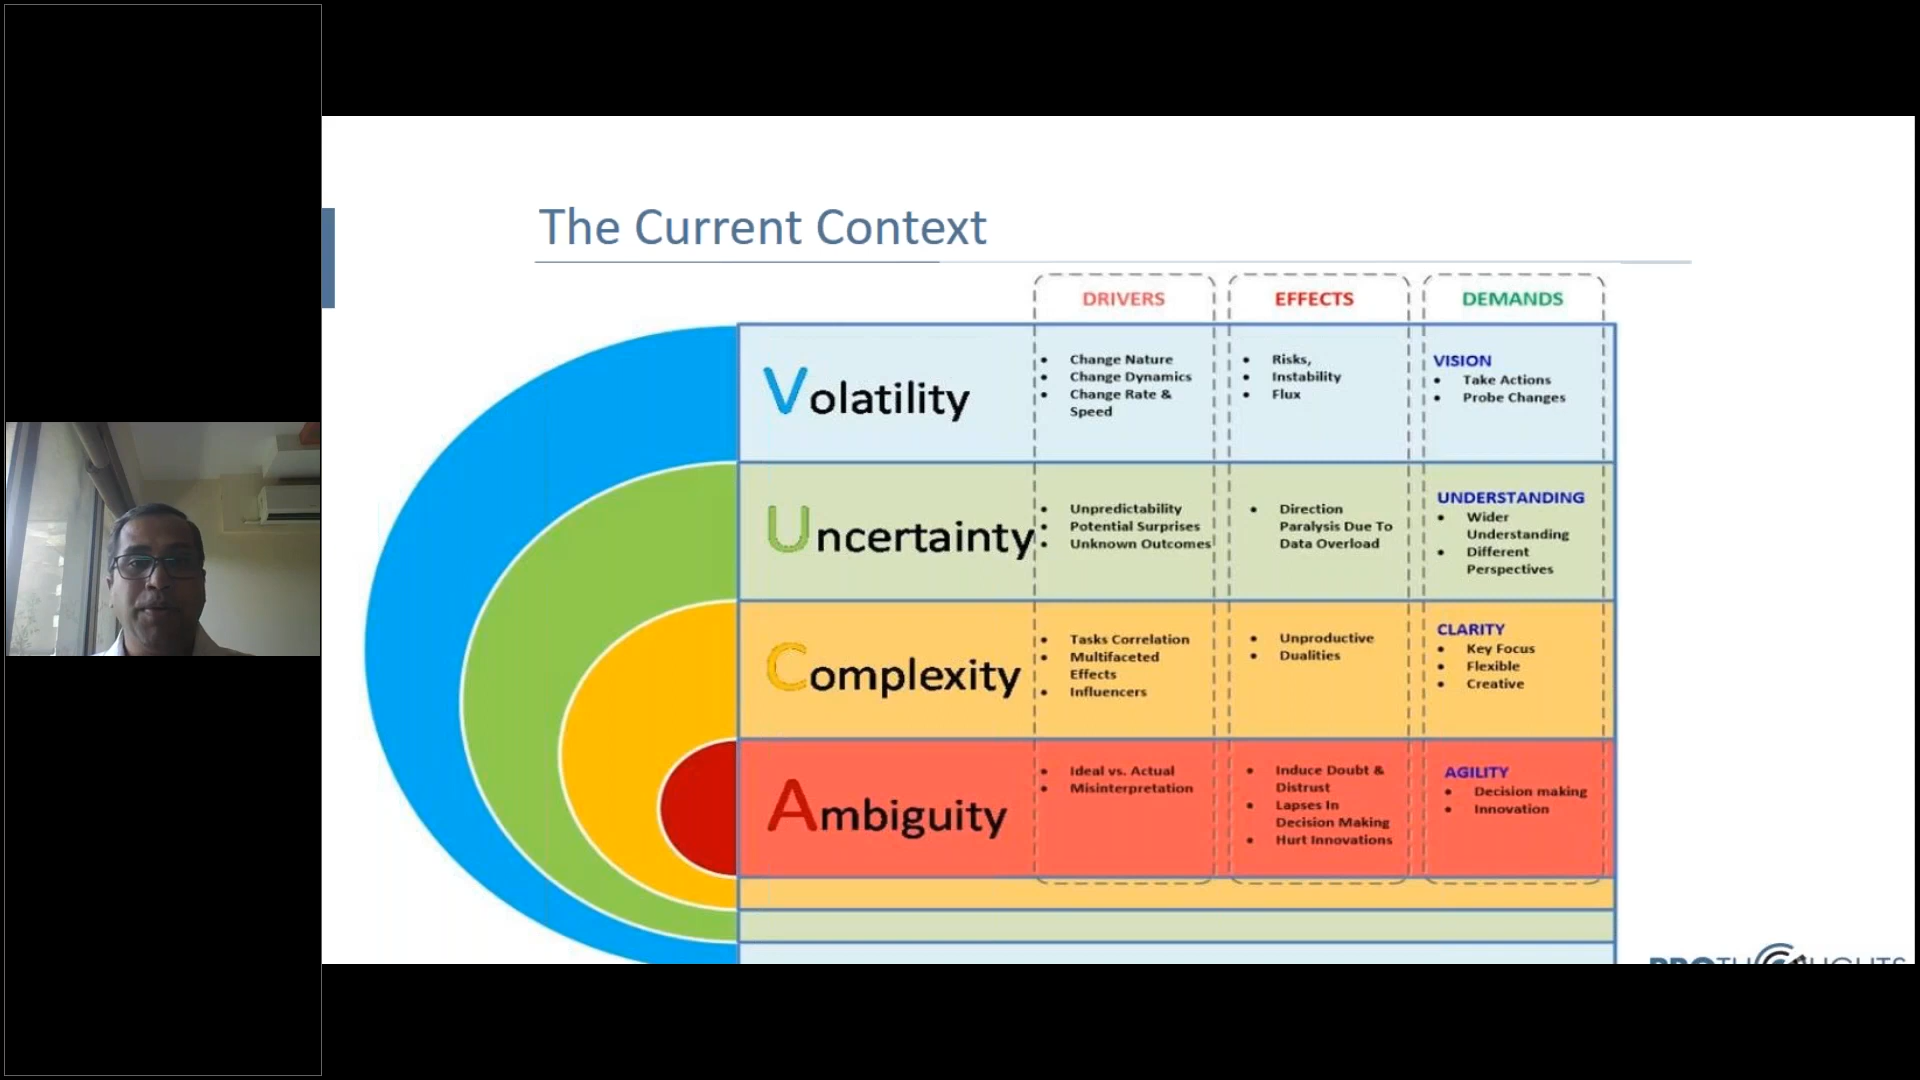 The Current Context
DRIVERS
EFFECTS
DEMANDS
Volatility
• Change Nature
• Change Dynamics
• Change Rate &
Speed
• Risks,
• Instability
• Flux
VISION
• Take Actions
• Probe Changes
Uncertainty
• Unpredictability
• Potential Surprises
• Unknown Outcomes
• Direction
Paralysis Due To
Data Overload
UNDERSTANDING
• Wider
Understanding
• Different
Perspectives
Complexity
• Tasks Correlation
• Multifaceted
Effects
• Influencers
• Unproductive
• Dualities
CLARITY
• Key Focus
• Flexible
• Creative
Ambiguity
• Ideal vs. Actual
• Misinterpretation
• Induce Doubt &
Distrust
• Lapses In
Decision Making
• Hurt Innovations
AGILITY
• Decision making
• Innovation